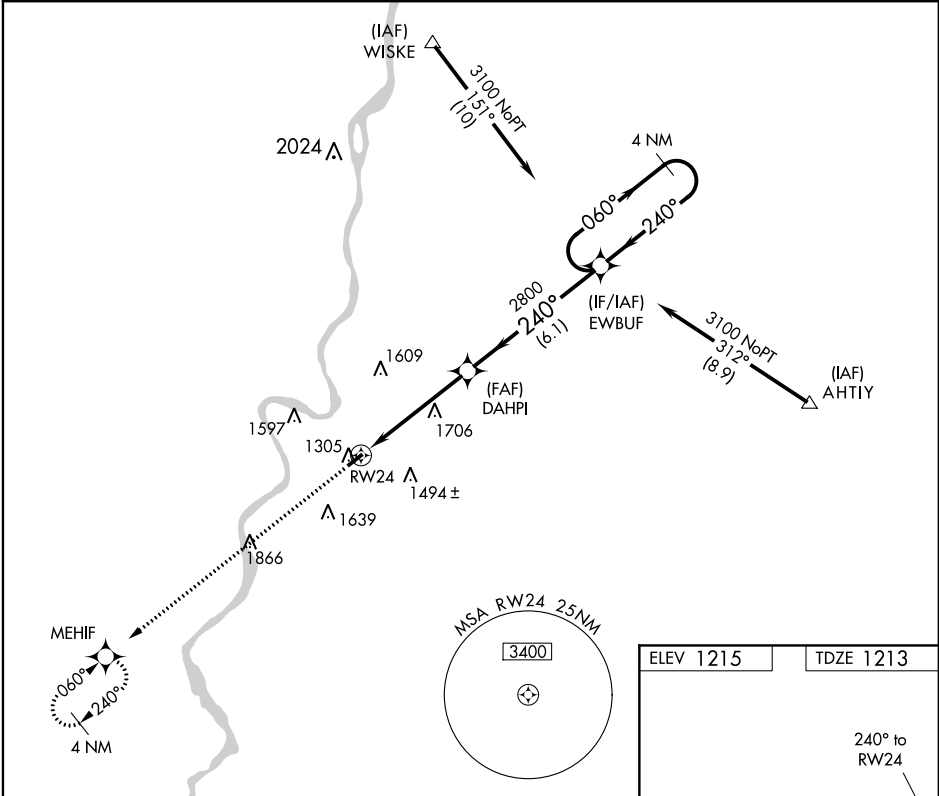 (IAF)
WISKE
3100 NoPT
151°
(10)
2024
4 NM
060°
240°
(IF/IAF)
EWBUF
2800
240°
(6.1)
3100 NoPT
312°
(8.9)
(IAF)
AHTIY
1609
(FAF)
DAHPI
1597
1706
1305
RW24
1494 ±
1639
1866
MEHIF
060°
240°
4 NM
MSA RW24 25NM
3400
ELEV 1215
TDZE 1213
240° to
RW24